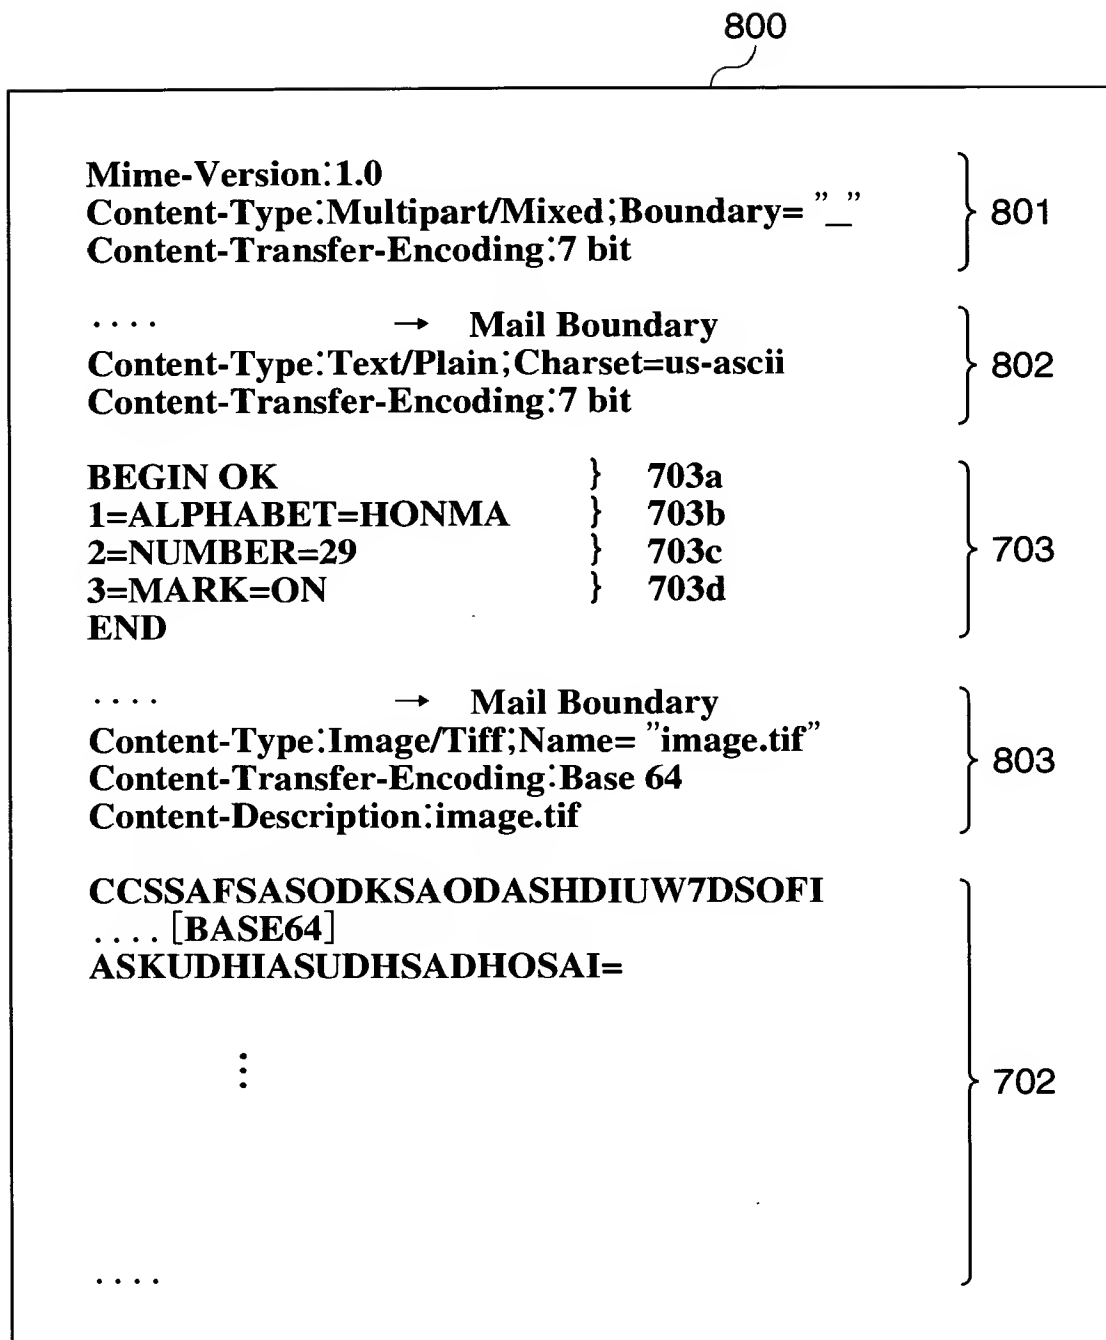 800
Mime-Version:1.0
Content-Type:Multipart/Mixed;Boundary= ”_”
801
Content-Transfer-Encoding:7 bit
.... → Mail Boundary
Content-Type:Text/Plain;Charset=us-ascii
802
Content-Transfer-Encoding:7 bit
BEGIN OK } 703a
1=ALPHABET=HONMA } 703b
2=NUMBER=29 } 703c
703
3=MARK=ON } 703d
END
.... → Mail Boundary
Content-Type:Image/Tiff;Name= ”image.tif”
803
Content-Transfer-Encoding:Base 64
Content-Description:image.tif
CCSSAFSASODKSAODASHDIUW7DSOFI
.... [BASE64]
ASKUDHIASUDHSADHOSAI=
⋮
702
....